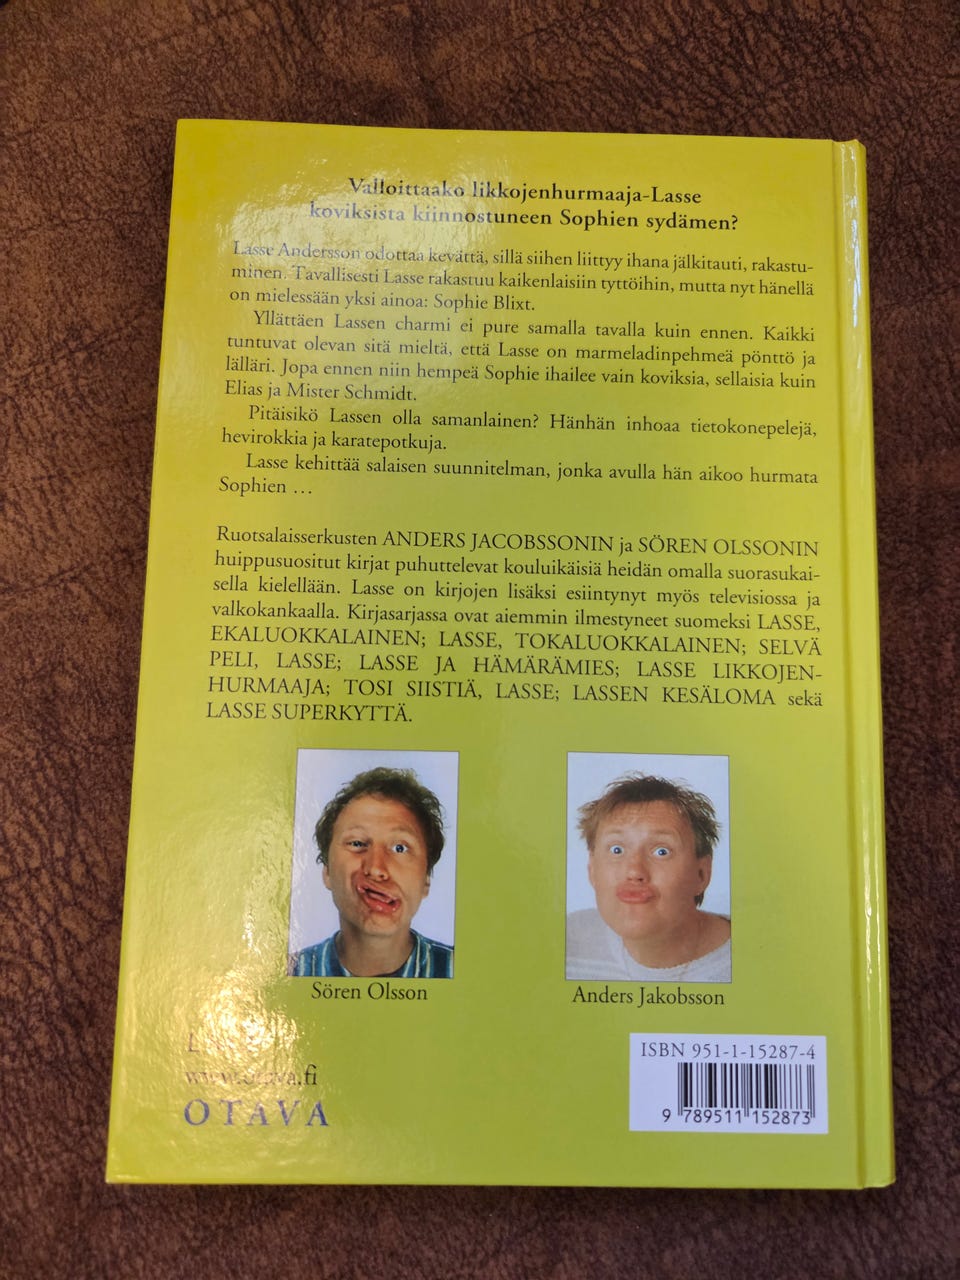 Valloittaako likkojenhurmaaja-Lasse
koviksista kiinnostuneen Sophien sydämen?
Lasse Andersson odottaa kevättä, sillä siihen liittyy ihana jälkitauti, rakastu-
minen. Tavallisesti Lasse rakastuu kaikenlaisiin tyttöihin, mutta nyt hänellä
on mielessään yksi ainoa: Sophie Blixt.
Yllättäen Lassen charmi ei pure samalla tavalla kuin ennen. Kaikki
tuntuvat olevan sitä mieltä, että Lasse on marmeladinpehmeä pönttö ja
lälläri. Jopa ennen niin hempeä Sophie ihailee vain koviksia, sellaisia kuin
Elias ja Mister Schmidt.
Pitäisikö Lassen olla samanlainen? Hänhän inhoaa tietokonepelejä,
hevirokkia ja karatepotkuja.
Lasse kehittää salaisen suunnitelman, jonka avulla hän aikoo hurmata
Sophien ...
Ruotsalaisserkusten ANDERS JACOBSSONIN ja SÖREN OLSSONIN
huippusuositut kirjat puhuttelevat kouluikäisiä heidän omalla suorasukai-
sella kielellään. Lasse on kirjojen lisäksi esiintynyt myös televisiossa ja
valkokankaalla. Kirjasarjassa ovat aiemmin ilmestyneet suomeksi LASSE,
EKALUOKKALAINEN; LASSE, TOKALUOKKALAINEN; SELVÄ
PELI, LASSE; LASSE JA HÄMÄRÄMIES; LASSE LIKKOJEN-
HURMAAJA; TOSI SIISTIÄ, LASSE; LASSEN KESÄLOMA sekä
LASSE SUPERKYTTÄ.
Sören Olsson
Anders Jakobsson
www.otava.fi
OTAVA
ISBN 951-1-15287-4
9 789511 152873